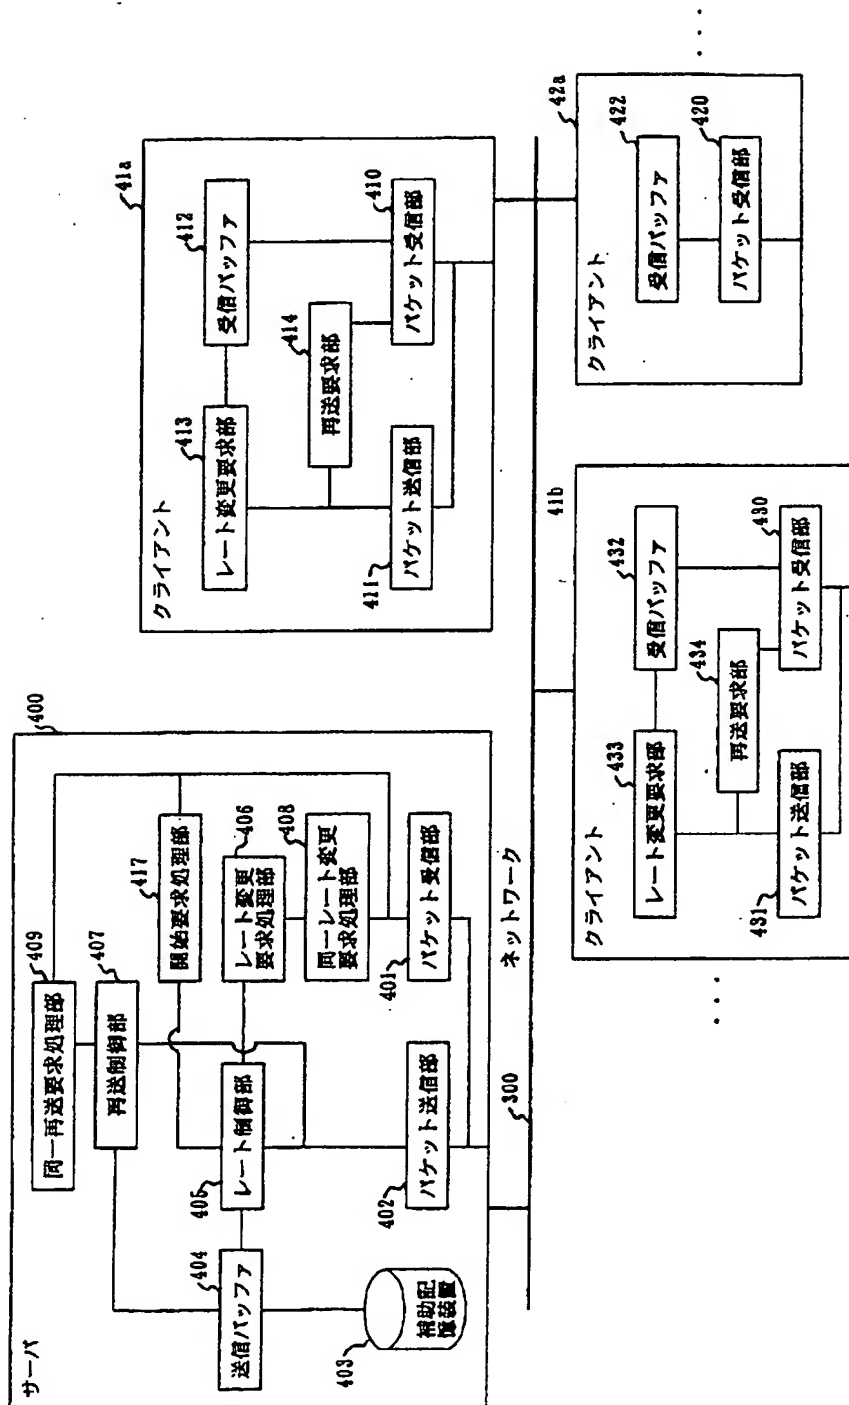 サーバ
400
同一再送要求処理部
409
再送制御部
407
開始要求処理部
417
送信バッファ
404
レート制御部
405
レート変更
要求処理部
406
同一レート変更
要求処理部
408
補助記
憶装置
403
パケット送信部
402
パケット受信部
401
ネットワーク
300
クライアント
41a
レート変更要求部
413
受信バッファ
412
再送要求部
414
パケット送信部
411
パケット受信部
410
・・・
クライアント
41b
レート変更要求部
433
受信バッファ
432
再送要求部
434
パケット送信部
431
パケット受信部
430
クライアント
42a
受信バッファ
422
パケット受信部
420
・・・